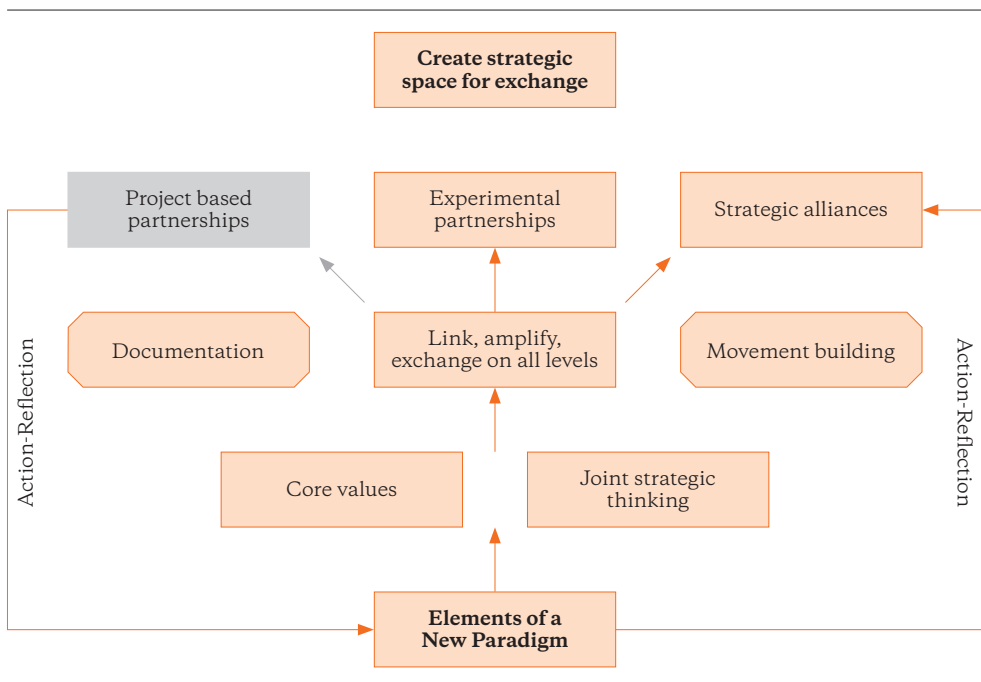 Create strategic
space for exchange
Project based
partnerships
Experimental
partnerships
Strategic alliances
Documentation
Link, amplify,
exchange on all levels
Movement building
Action-Reflection
Action-Reflection
Core values
Joint strategic
thinking
Elements of a
New Paradigm